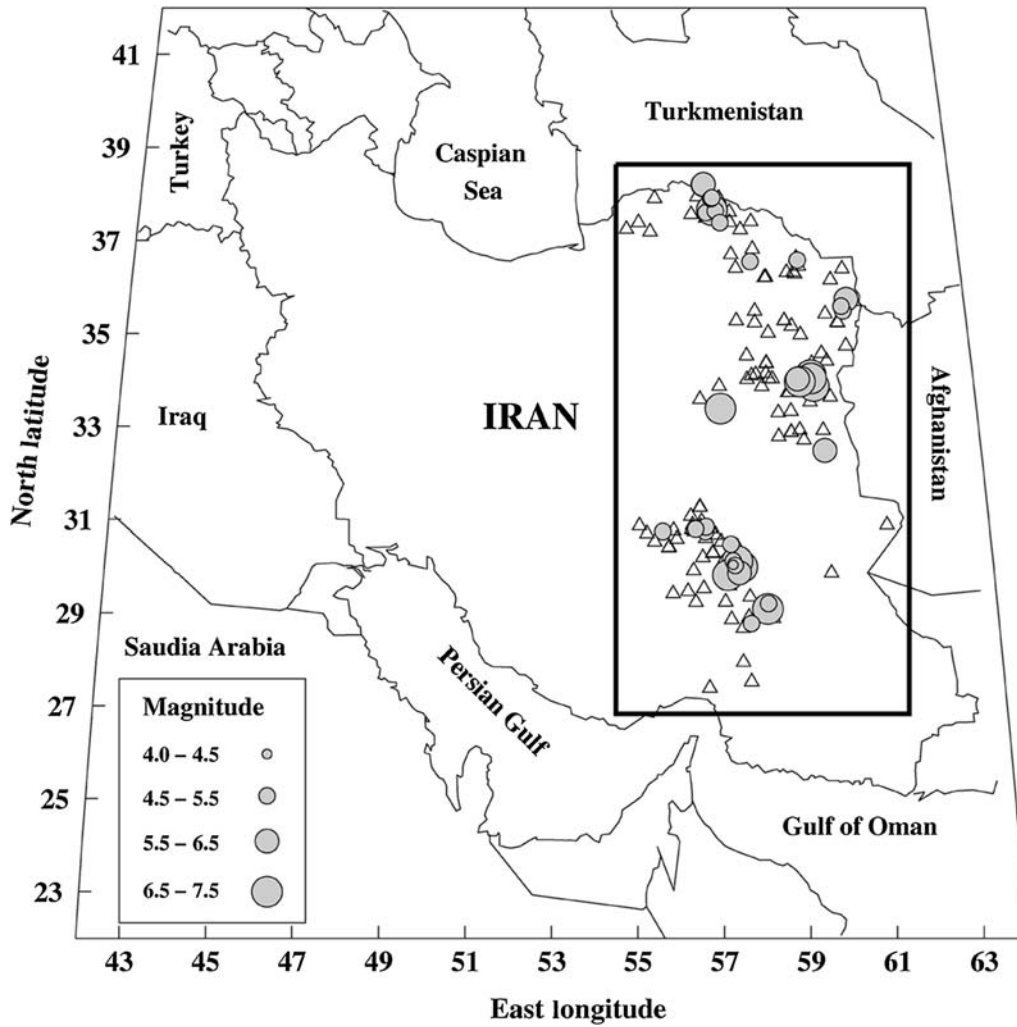 41
39
37
35
33
31
29
27
25
23
North latitude
Turkey
Caspian
Sea
Turkmenistan
Iraq
IRAN
Afghanistan
Saudia Arabia
Persian Gulf
Gulf of Oman
Magnitude
4.0 – 4.5
4.5 – 5.5
5.5 – 6.5
6.5 – 7.5
43 45 47 49 51 53 55 57 59 61 63
East longitude